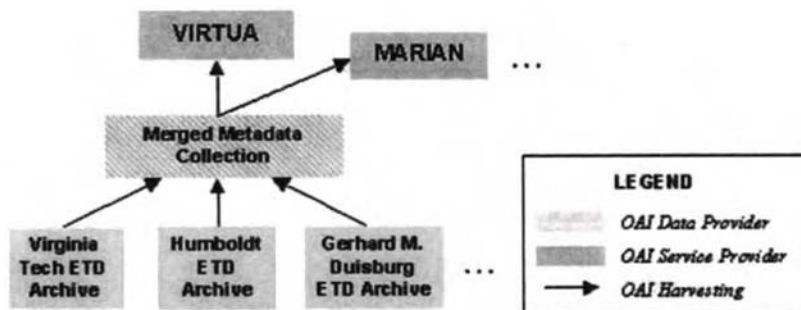 VIRTUA
MARIAN
...
Merged Metadata
Collection
Virginia
Tech ETD
Archive
Humboldt
ETD
Archive
Gerhard M.
Duisburg
ETD Archive
...
LEGEND
OAI Data Provider
OAI Service Provider
OAI Harvesting